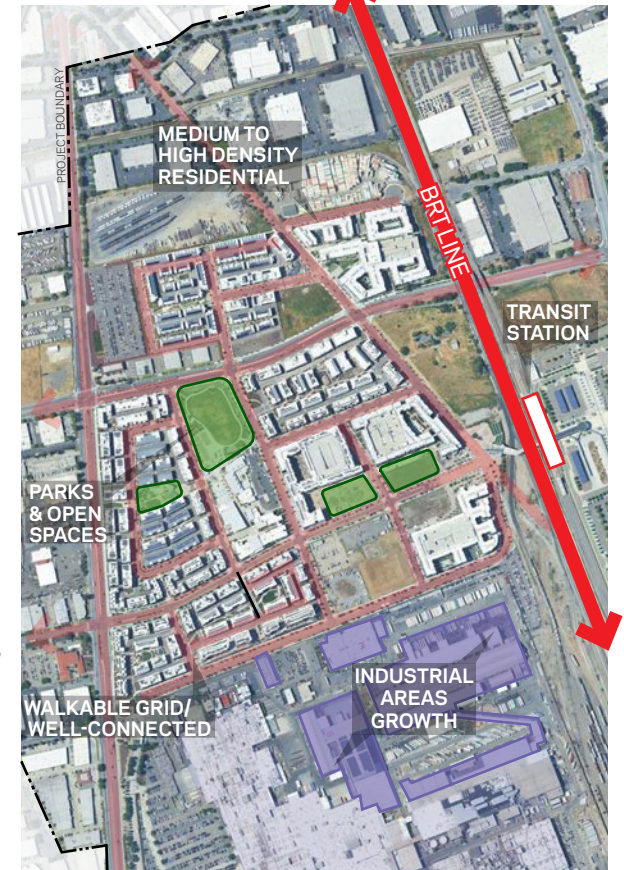 PROJECT BOUNDARY
MEDIUM TO
HIGH DENSITY
RESIDENTIAL
BRT LINE
TRANSIT
STATION
PARKS
& OPEN
SPACES
WALKABLE GRID/
WELL-CONNECTED
INDUSTRIAL
AREAS
GROWTH